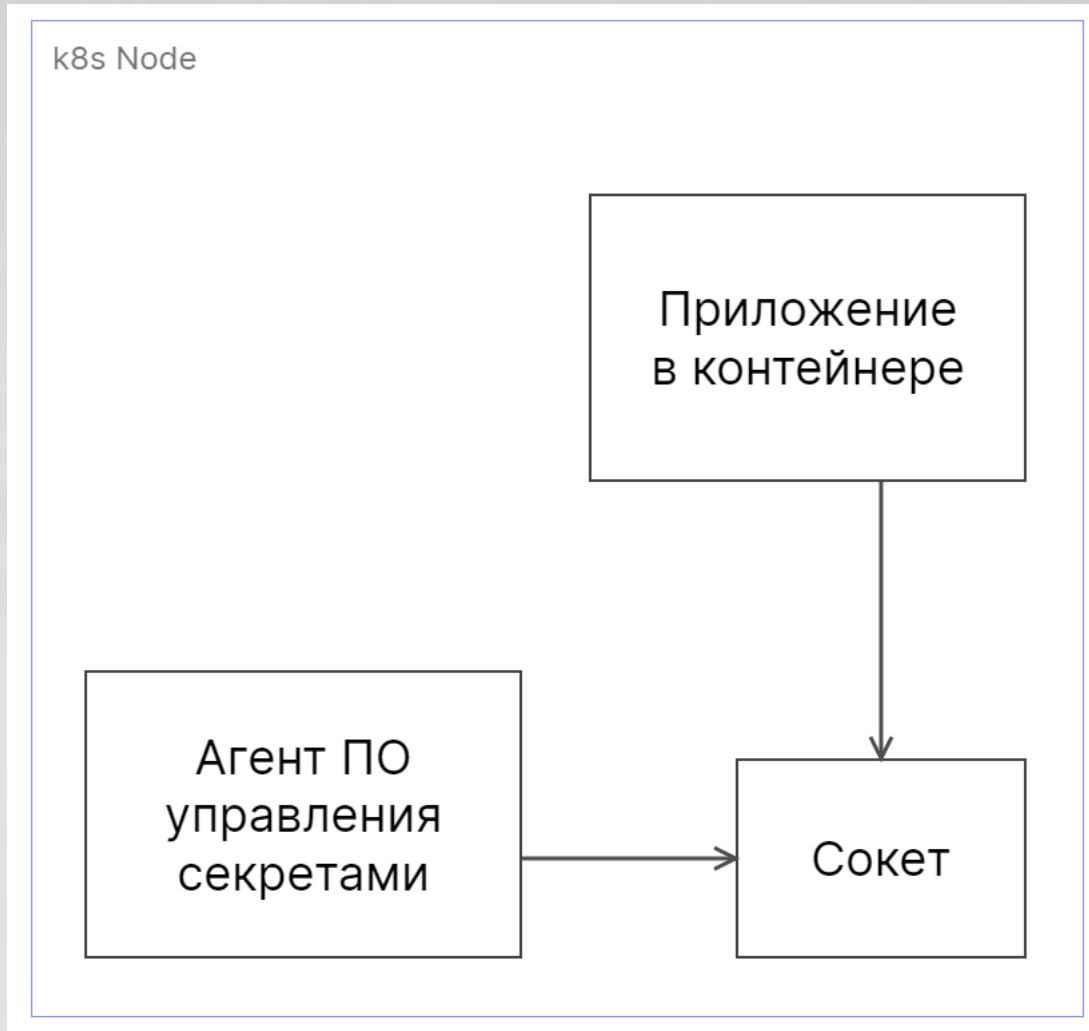 k8s Node
Приложение
в контейнере
Агент ПО
управления
секретами
Сокет